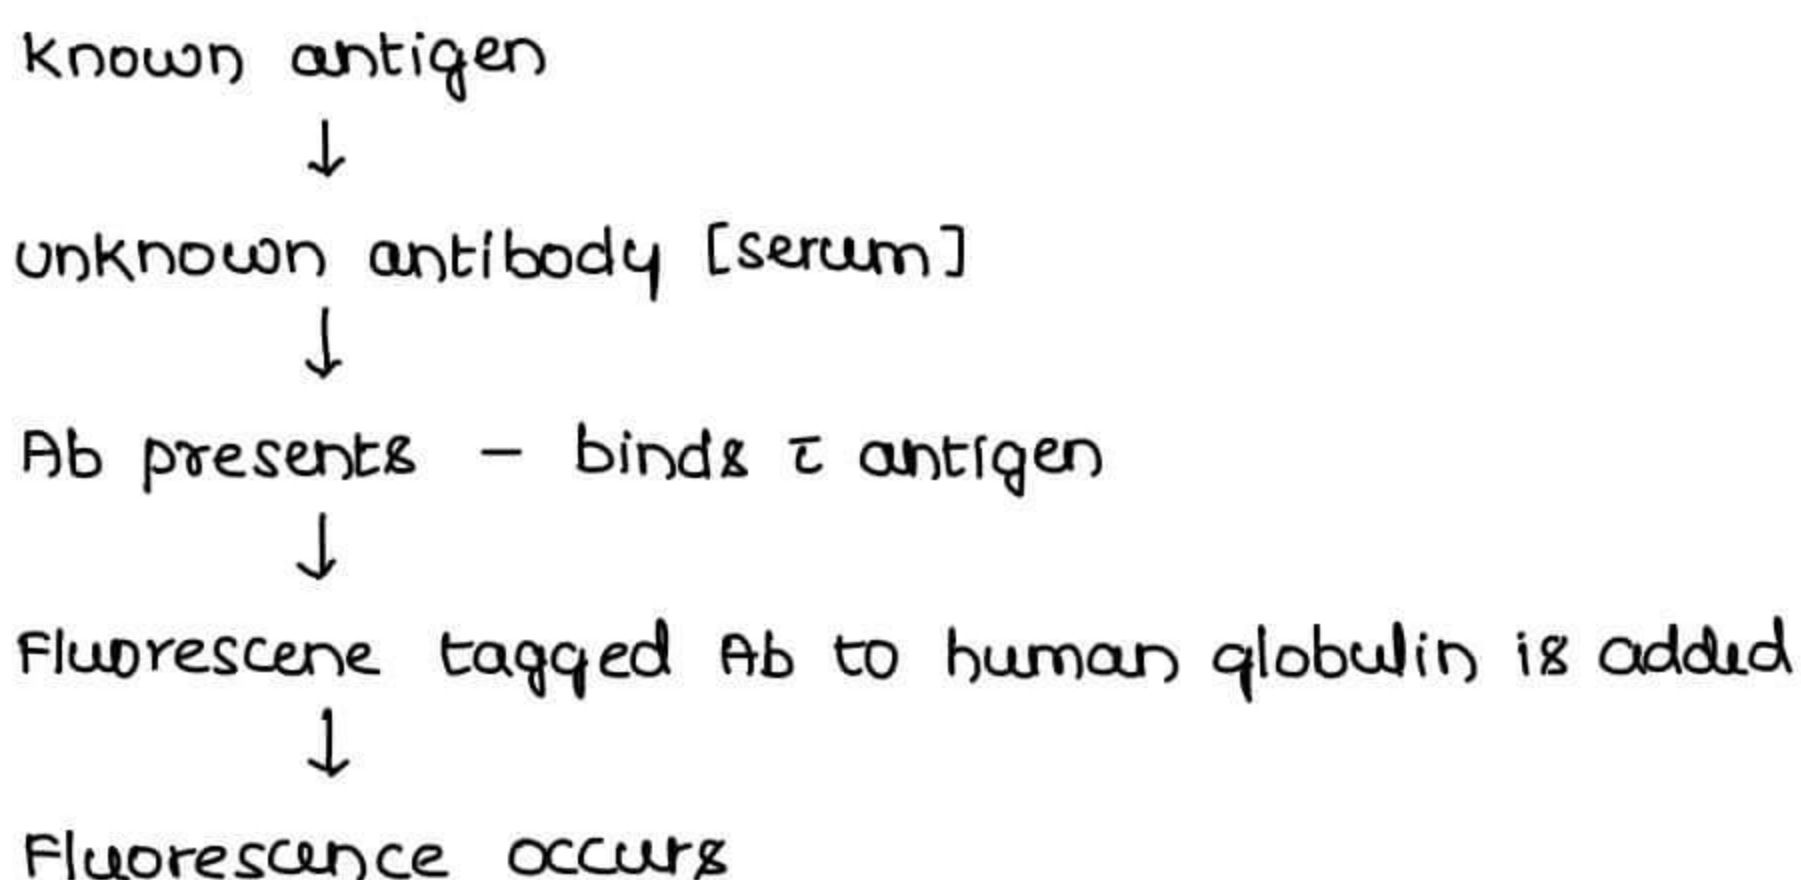 Known antigen
↓
unknown antibody [serum]
↓
Ab presents - binds c̄ antigen
↓
Fluorescene tagged Ab to human globulin is added
↓
Fluorescence occurs